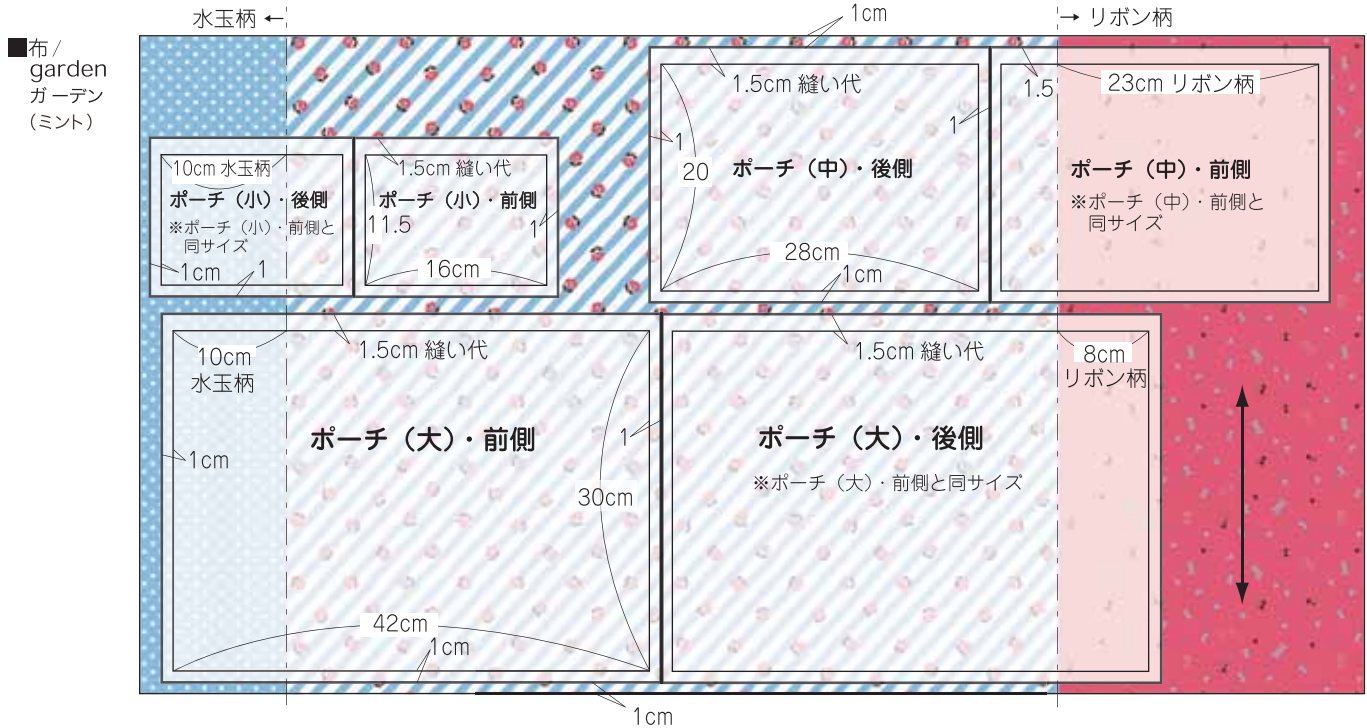 水玉柄 ←
1cm
→ リボン柄
■布/
garden
ガーデン
(ミント)
1.5cm 縫い代
1.5
23cm リボン柄
1
1
20
ポーチ（中）・後側
ポーチ（中）・前側
※ポーチ（中）・前側と
同サイズ
28cm
1cm
10cm 水玉柄
ポーチ（小）・後側
※ポーチ（小）・前側と
同サイズ
1cm
1
1.5cm 縫い代
ポーチ（小）・前側
11.5
1
16cm
1.5cm 縫い代
10cm
水玉柄
ポーチ（大）・前側
1cm
30cm
42cm
1cm
1
1.5cm 縫い代
8cm
リボン柄
ポーチ（大）・後側
※ポーチ（大）・前側と同サイズ
1cm